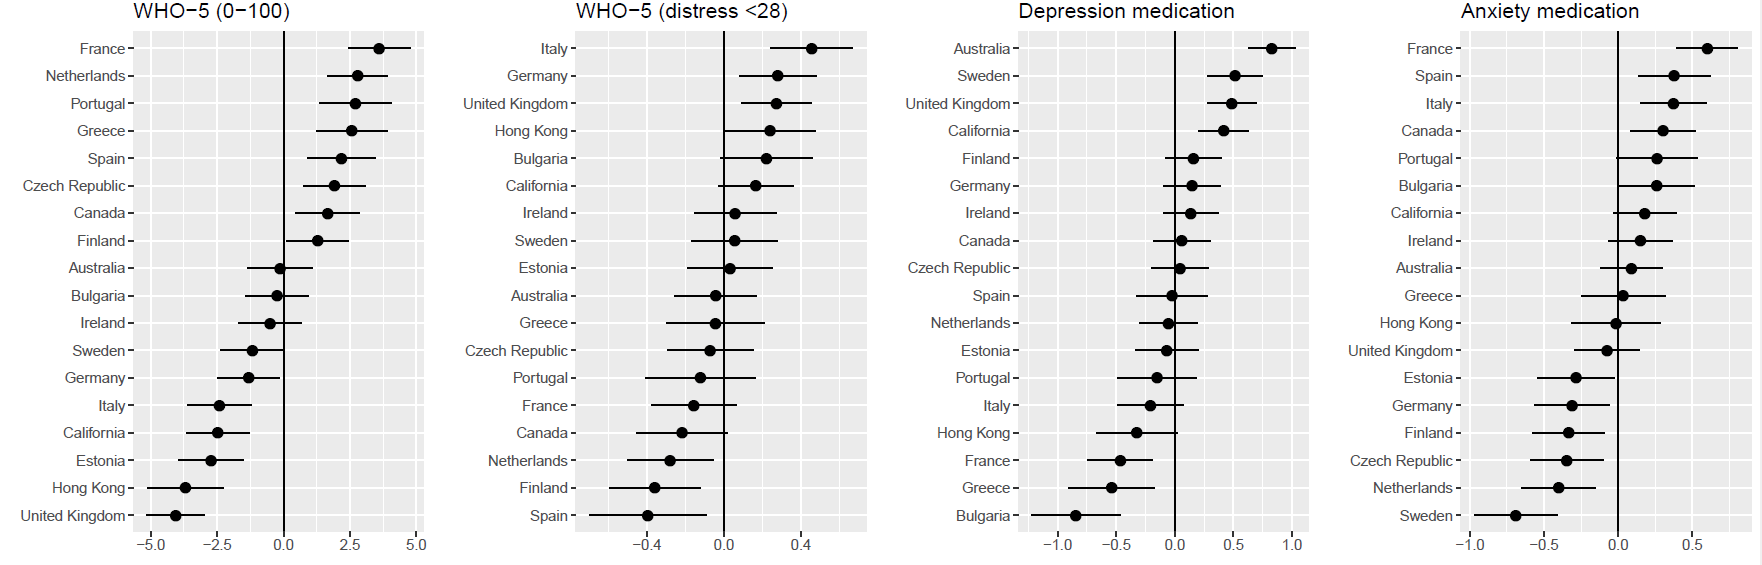 WHO−5 (0−100)
France
Netherlands
Portugal
Greece
Spain
Czech Republic
Canada
Finland
Australia
Bulgaria
Ireland
Sweden
Germany
Italy
California
Estonia
Hong Kong
United Kingdom
−5.0 −2.5 0.0 2.5 5.0
WHO−5 (distress <28)
Italy
Germany
United Kingdom
Hong Kong
Bulgaria
California
Ireland
Sweden
Estonia
Australia
Greece
Czech Republic
Portugal
France
Canada
Netherlands
Finland
Spain
−0.4 0.0 0.4
Depression medication
Australia
Sweden
United Kingdom
California
Finland
Germany
Ireland
Canada
Czech Republic
Spain
Netherlands
Estonia
Portugal
Italy
Hong Kong
France
Greece
Bulgaria
−1.0 −0.5 0.0 0.5 1.0
Anxiety medication
France
Spain
Italy
Canada
Portugal
Bulgaria
California
Ireland
Australia
Greece
Hong Kong
United Kingdom
Estonia
Germany
Finland
Czech Republic
Netherlands
Sweden
−1.0 −0.5 0.0 0.5